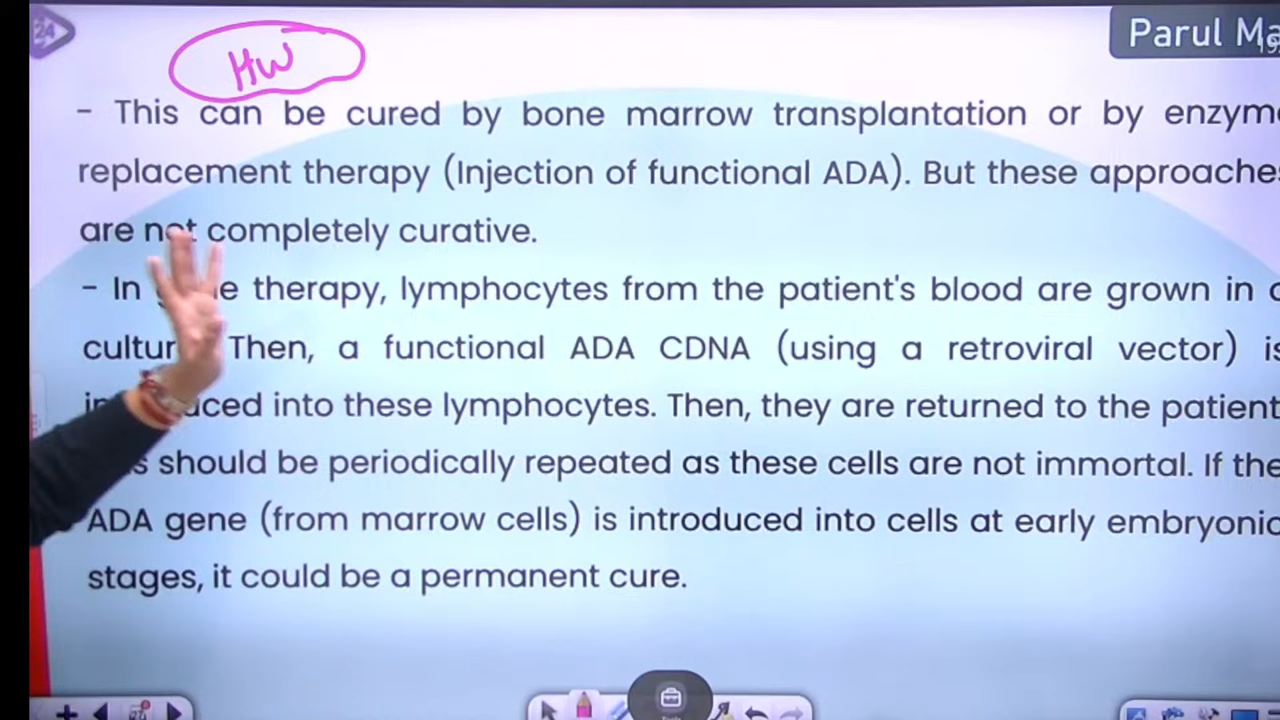 24
HW
Parul Ma
- This can be cured by bone marrow transplantation or by enzyme
replacement therapy (Injection of functional ADA). But these approaches
are not completely curative.
- In therapy, lymphocytes from the patient's blood are grown in a
Then, a functional ADA CDNA (using a retroviral vector) is
into these lymphocytes. Then, they are returned to the patient
should be periodically repeated as these cells are not immortal. If the
ADA gene (from marrow cells) is introduced into cells at early embryonic
stages, it could be a permanent cure.